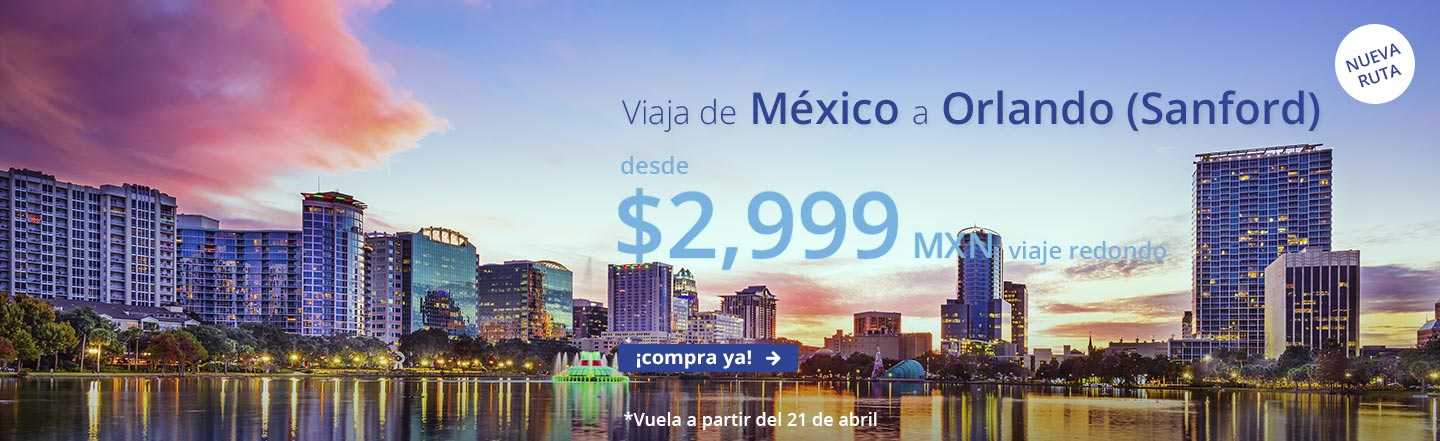 NUEVA
RUTA
Viaja de México a Orlando (Sanford)
desde
$2,999 MXN viaje redondo
¡compra ya!
*Vuela a partir del 21 de abril